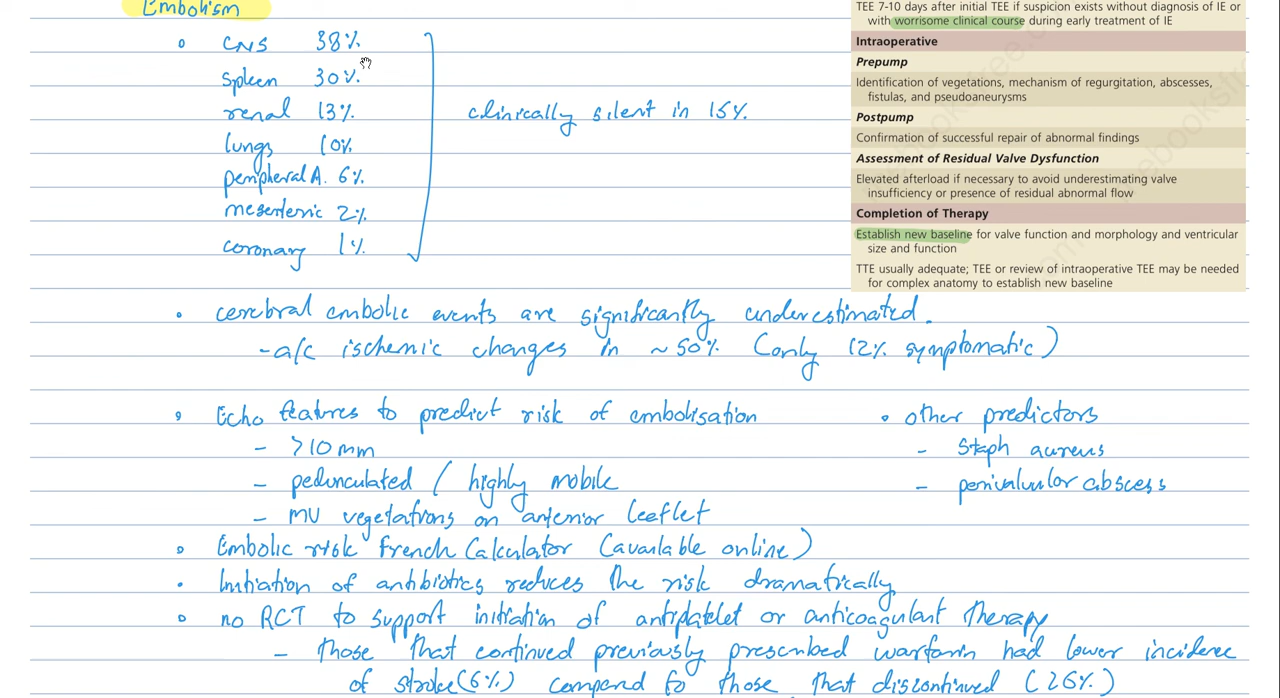 Embolism
CNS 38%
Spleen 30%
renal 13%
lungs 10%
peripheral A. 6%
mesenteric 2%
coronary 1%
clinically silent in 15%
cerebral embolic events are significantly underestimated.
- a/c ischemic changes in ~50% (only 12% symptomatic)
Echo features to predict risk of embolisation
- >10mm
- pedunculated / highly mobile
- MV vegetations on anterior leaflet
other predictors
- Staph aureus
- perivalvular abscess
Embolic risk French Calculator (available online)
Initiation of antibiotics reduces the risk dramatically
no RCT to support initiation of antiplatelet or anticoagulant therapy
- those that continued previously prescribed warfarin had lower incidence
of stroke (6%) compared to those that discontinued (26%)
TEE 7-10 days after initial TEE if suspicion exists without diagnosis of IE or
with worrisome clinical course during early treatment of IE
Intraoperative
Prepump
Identification of vegetations, mechanism of regurgitation, abscesses,
fistulas, and pseudoaneurysms
Postpump
Confirmation of successful repair of abnormal findings
Assessment of Residual Valve Dysfunction
Elevated afterload if necessary to avoid underestimating valve
insufficiency or presence of residual abnormal flow
Completion of Therapy
Establish new baseline for valve function and morphology and ventricular
size and function
TTE usually adequate; TEE or review of intraoperative TEE may be needed
for complex anatomy to establish new baseline